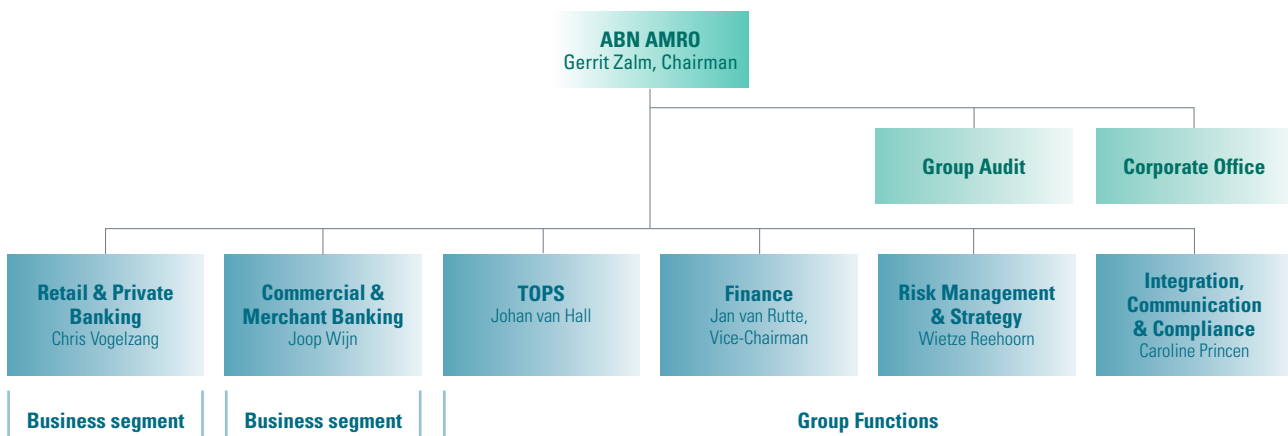 ABN AMRO
Gerrit Zalm, Chairman
Group Audit
Corporate Office
Retail & Private
Banking
Chris Vogelzang
Commercial &
Merchant Banking
Joop Wijn
TOPS
Johan van Hall
Finance
Jan van Rutte,
Vice-Chairman
Risk Management
& Strategy
Wietze Reehoorn
Integration,
Communication
& Compliance
Caroline Princen
Business segment
Business segment
Group Functions